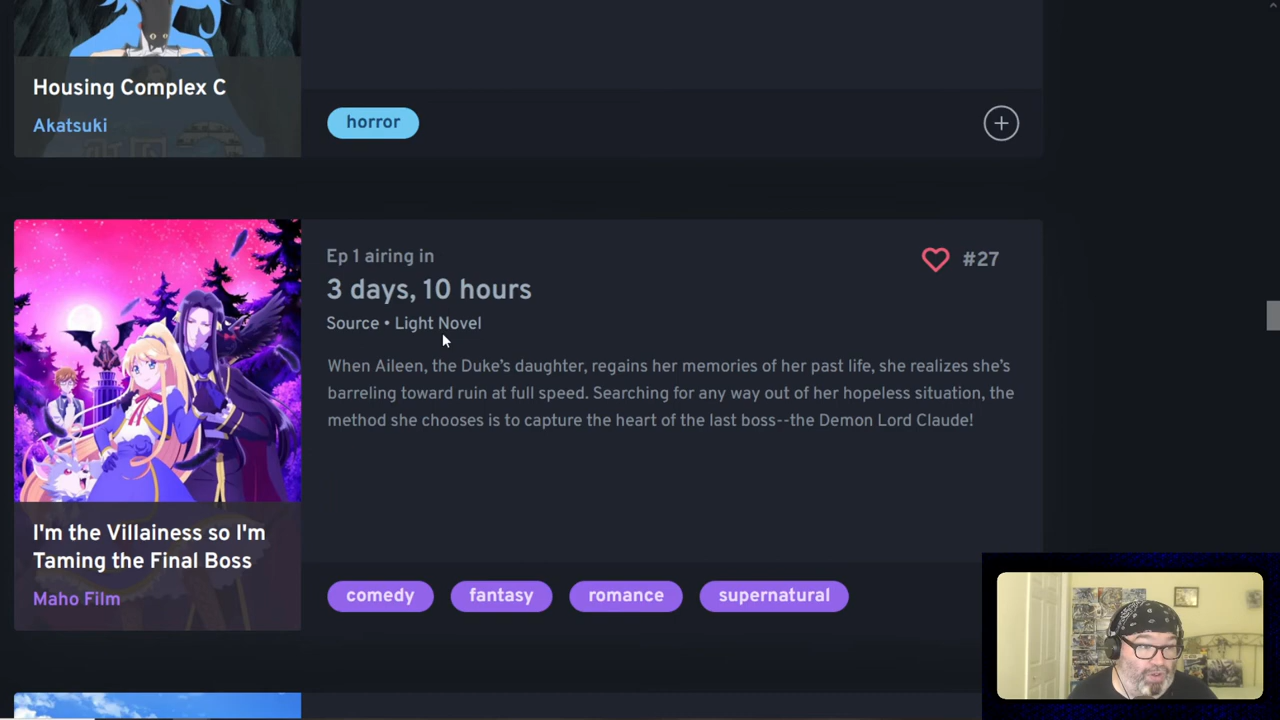 Housing Complex C
Akatsuki
horror
Ep 1 airing in
#27
3 days, 10 hours
Source • Light Novel
When Aileen, the Duke's daughter, regains her memories of her past life, she realizes she's
barreling toward ruin at full speed. Searching for any way out of her hopeless situation, the
method she chooses is to capture the heart of the last boss--the Demon Lord Claude!
I'm the Villainess so I'm
Taming the Final Boss
Maho Film
comedy
fantasy
romance
supernatural